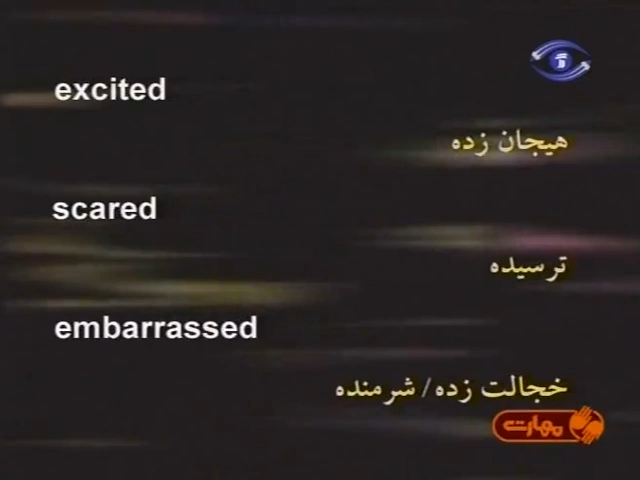 excited
هیجان زده
scared
ترسیده
embarrassed
خجالت زده/ شرمنده
مهارت